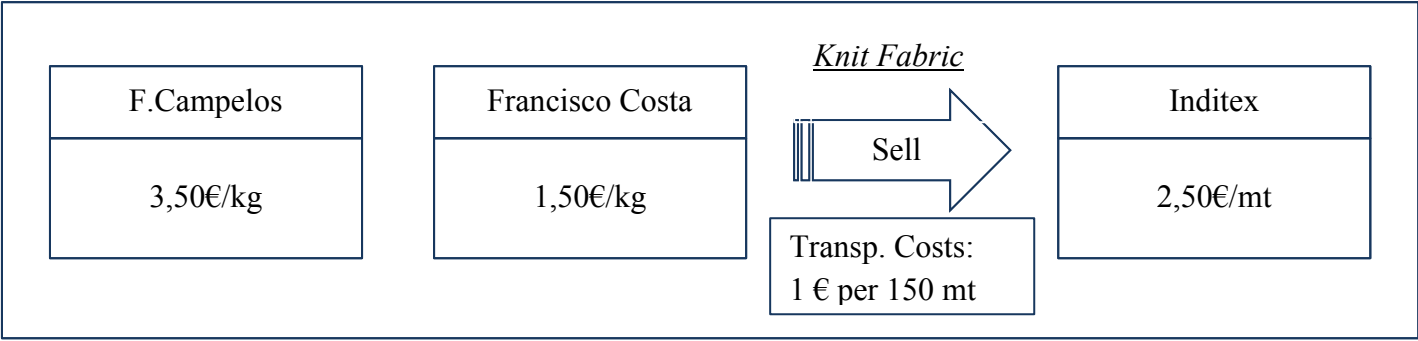 F.Campelos
3,50€/kg
Francisco Costa
1,50€/kg
Knit Fabric
Sell
Transp. Costs:
1 € per 150 mt
Inditex
2,50€/mt